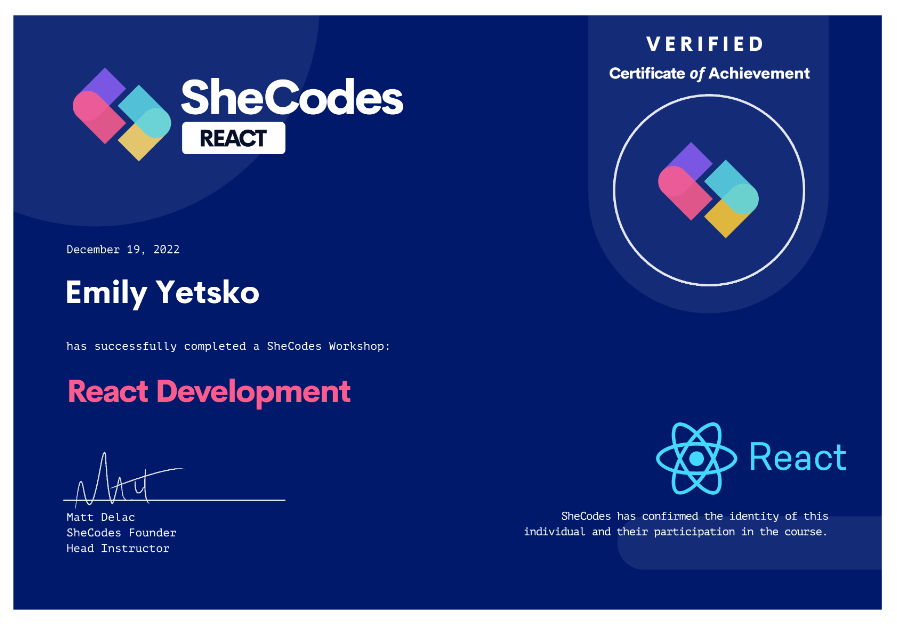 SheCodes
REACT
VERIFIED
Certificate of Achievement
December 19, 2022
Emily Yetsko
has successfully completed a SheCodes Workshop:
React Development
Matt Delac
SheCodes Founder
Head Instructor
React
SheCodes has confirmed the identity of this
individual and their participation in the course.